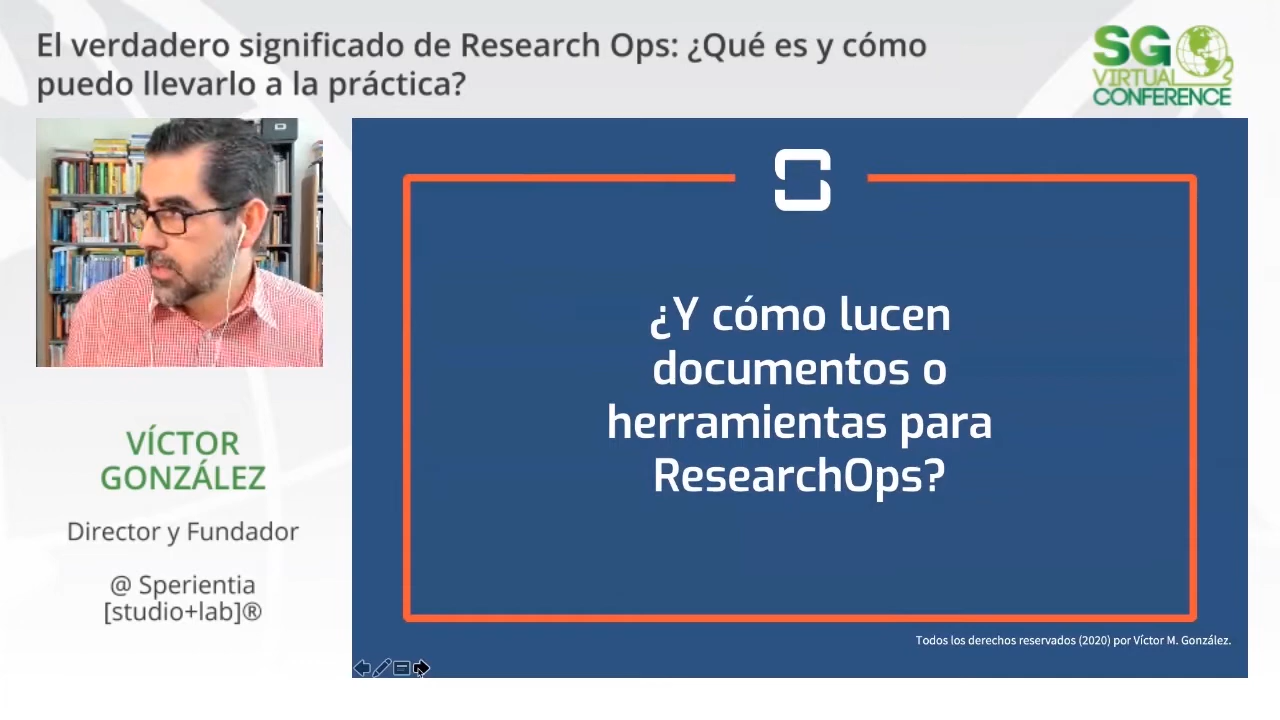 El verdadero significado de Research Ops: ¿Qué es y cómo
puedo llevarlo a la práctica?
SG
VIRTUAL
CONFERENCE
¿Y cómo lucen
documentos o
herramientas para
ResearchOps?
VÍCTOR
GONZÁLEZ
Director y Fundador
@ Sperientia
[studio+lab]®
Todos los derechos reservados (2020) por Víctor M. González.